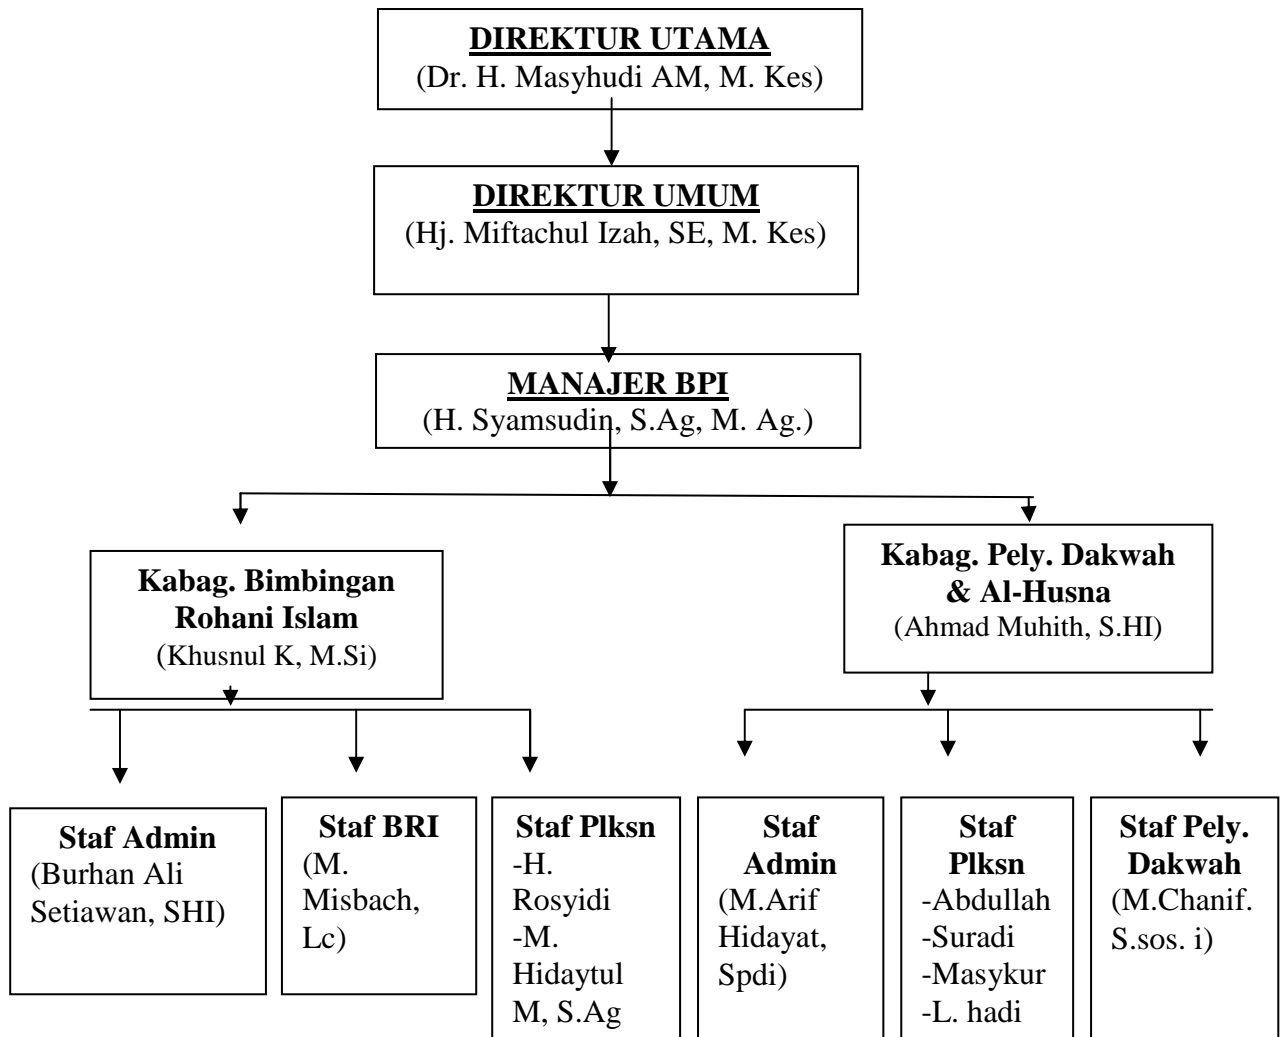 DIREKTUR UTAMA
(Dr. H. Masyhudi AM, M. Kes)
DIREKTUR UMUM
(Hj. Miftachul Izah, SE, M. Kes)
MANAJER BPI
(H. Syamsudin, S.Ag, M. Ag.)
Kabag. Bimbingan
Rohani Islam
(Khusnul K, M.Si)
Kabag. Pely. Dakwah
& Al-Husna
(Ahmad Muhith, S.HI)
Staf Admin
(Burhan Ali
Setiawan, SHI)
Staf BRI
(M.
Misbach,
Lc)
Staf Plksn
-H.
Rosyidi
-M.
Hidaytul
M, S.Ag
Staf
Admin
(M.Arif
Hidayat,
Spdi)
Staf
Plksn
-Abdullah
-Suradi
-Masykur
-L. hadi
Staf Pely.
Dakwah
(M.Chanif.
S.sos. i)